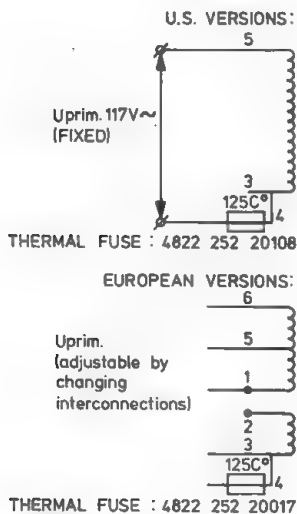 U.S. VERSIONS:
5
Uprim. 117V~
(FIXED)
3
125C°
4
THERMAL FUSE : 4822 252 20108
EUROPEAN VERSIONS:
6
5
Uprim.
(adjustable by
changing
interconnections)
1
2
3
125C°
4
THERMAL FUSE : 4822 252 20017